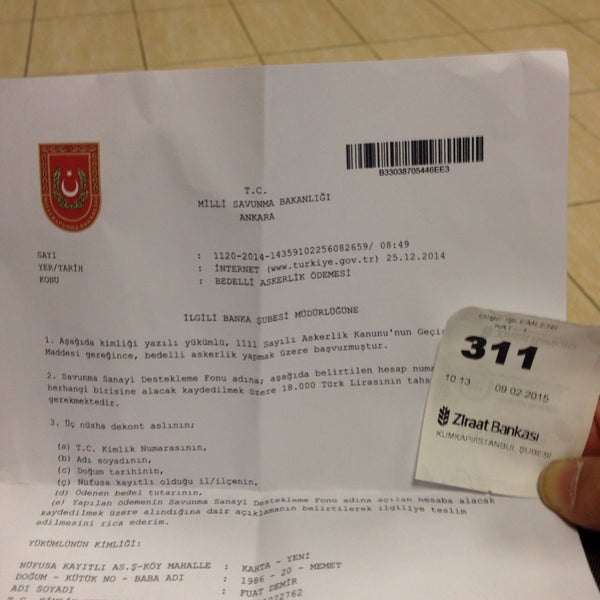 B33038705446EE3
T.C.
MİLLİ SAVUNMA BAKANLIĞI
ANKARA
SAYI : 1120-2014-14359102256082659/ 08:49
YER/TARİH : İNTERNET (www.turkiye.gov.tr) 25.12.2014
KONU : BEDELLİ ASKERLİK ÖDEMESİ
İLGİLİ BANKA ŞUBESİ MÜDÜRLÜĞÜNE
1. Aşağıda kimliği yazılı yükümlü, 1111 Sayılı Askerlik Kanunu'nun Geçic
Maddesi gereğince, bedelli askerlik yapmak üzere başvurmuştur.
2. Savunma Sanayi Destekleme Fonu adına; aşağıda belirtilen hesap numa
herhangi birisine alacak kaydedilmek üzere 18.000 Türk Lirasının tahs
gerekmektedir.
3. Üç nüsha dekont aslının;
(a) T.C. Kimlik Numarasının,
(b) Adı soyadının,
(c) Doğum tarihinin,
(ç) Nüfusa kayıtlı olduğu il/ilçenin,
(d) Ödenen bedel tutarının,
(e) Yapılan ödemenin Savunma Sanayi Destekleme Fonu adına açılan hesaba alacak
kaydedilmek üzere alındığına dair açıklamanın belirtilerek ilgiliye teslim
edilmesini rica ederim.
YÜKÜMLÜNÜN KİMLİĞİ:
NÜFUSA KAYITLI AS.Ş-KÖY MAHALLE : KAHTA - YENİ
DOĞUM - KÜTÜK NO - BABA ADI : 1986 - 20 - MEMET
ADI SOYADI : FUAT DEMİR
GİŞE İŞLEMLERİ
311
10:13 09.02.2015
Ziraat Bankası
KUMKAPI/İSTANBUL ŞUBESİ